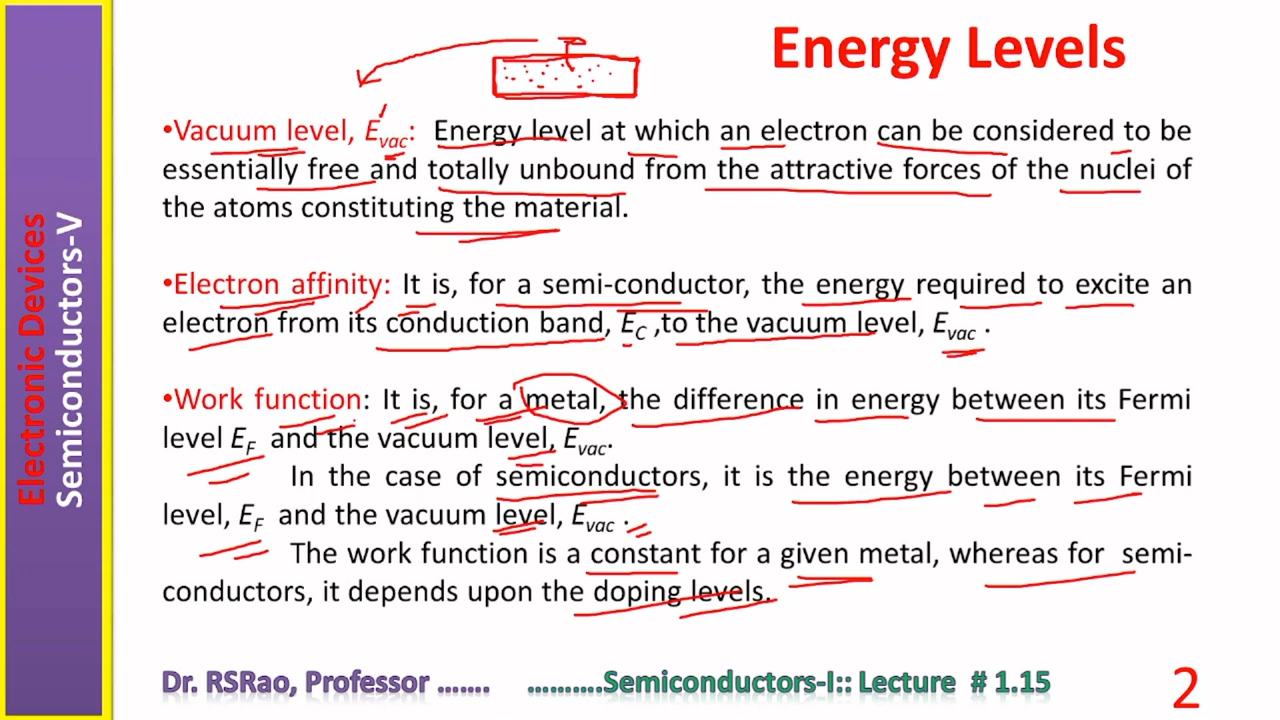 Energy Levels
Electronic Devices
Semiconductors-V
•Vacuum level, Evac: Energy level at which an electron can be considered to be
essentially free and totally unbound from the attractive forces of the nuclei of
the atoms constituting the material.
•Electron affinity: It is, for a semi-conductor, the energy required to excite an
electron from its conduction band, EC ,to the vacuum level, Evac .
•Work function: It is, for a metal, the difference in energy between its Fermi
level EF and the vacuum level, Evac.
In the case of semiconductors, it is the energy between its Fermi
level, EF and the vacuum level, Evac .
The work function is a constant for a given metal, whereas for semi-
conductors, it depends upon the doping levels.
Dr. RSRao, Professor ....... ..........Semiconductors-I:: Lecture # 1.15
2